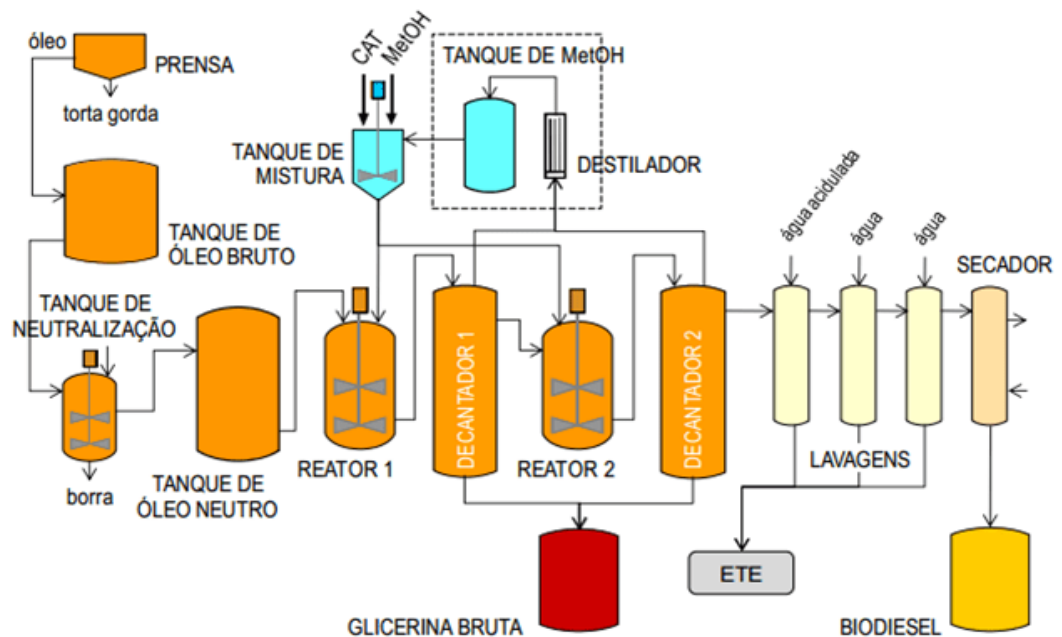 óleo
PRENSA
torta gorda
TANQUE DE
ÓLEO BRUTO
TANQUE DE
NEUTRALIZAÇÃO
borra
TANQUE DE
ÓLEO NEUTRO
CAT
MetOH
TANQUE DE
MISTURA
TANQUE DE MetOH
DESTILADOR
REATOR 1
DECANTADOR 1
REATOR 2
DECANTADOR 2
GLICERINA BRUTA
água acidulada
água
água
LAVAGENS
ETE
SECADOR
BIODIESEL